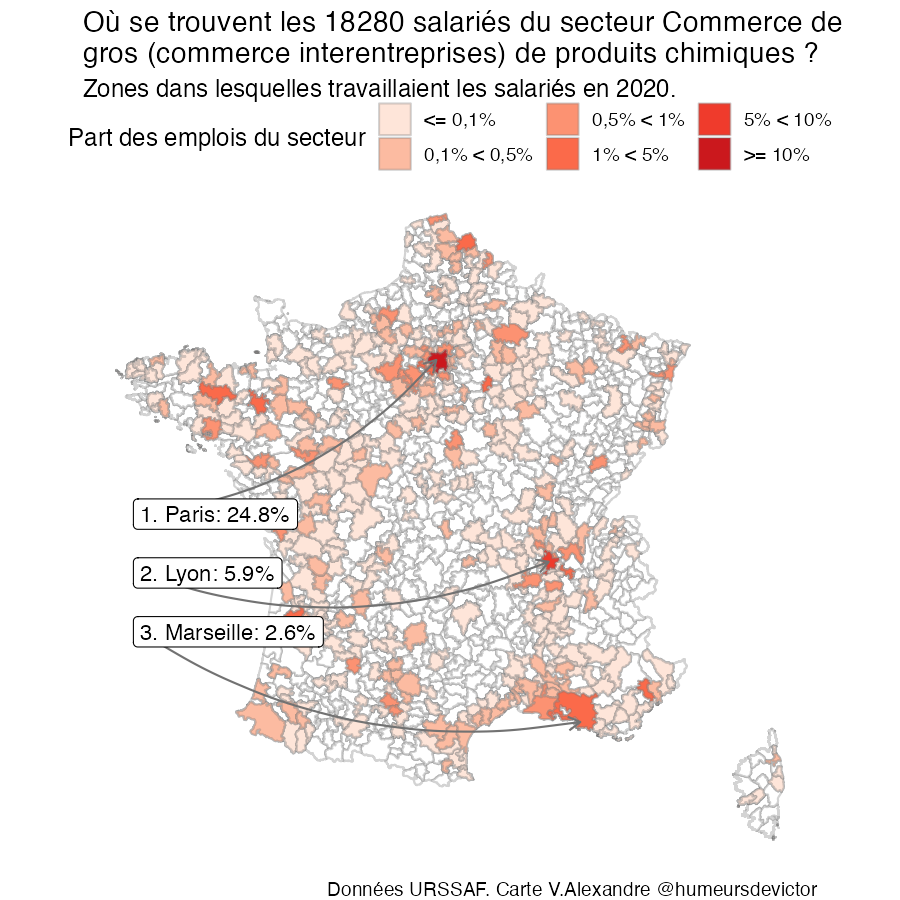 Où se trouvent les 18280 salariés du secteur Commerce de
gros (commerce interentreprises) de produits chimiques ?
Zones dans lesquelles travaillaient les salariés en 2020.
Part des emplois du secteur
<= 0,1%
0,1% < 0,5%
0,5% < 1%
1% < 5%
5% < 10%
>= 10%
1. Paris: 24.8%
2. Lyon: 5.9%
3. Marseille: 2.6%
Données URSSAF. Carte V.Alexandre @humeursdevictor